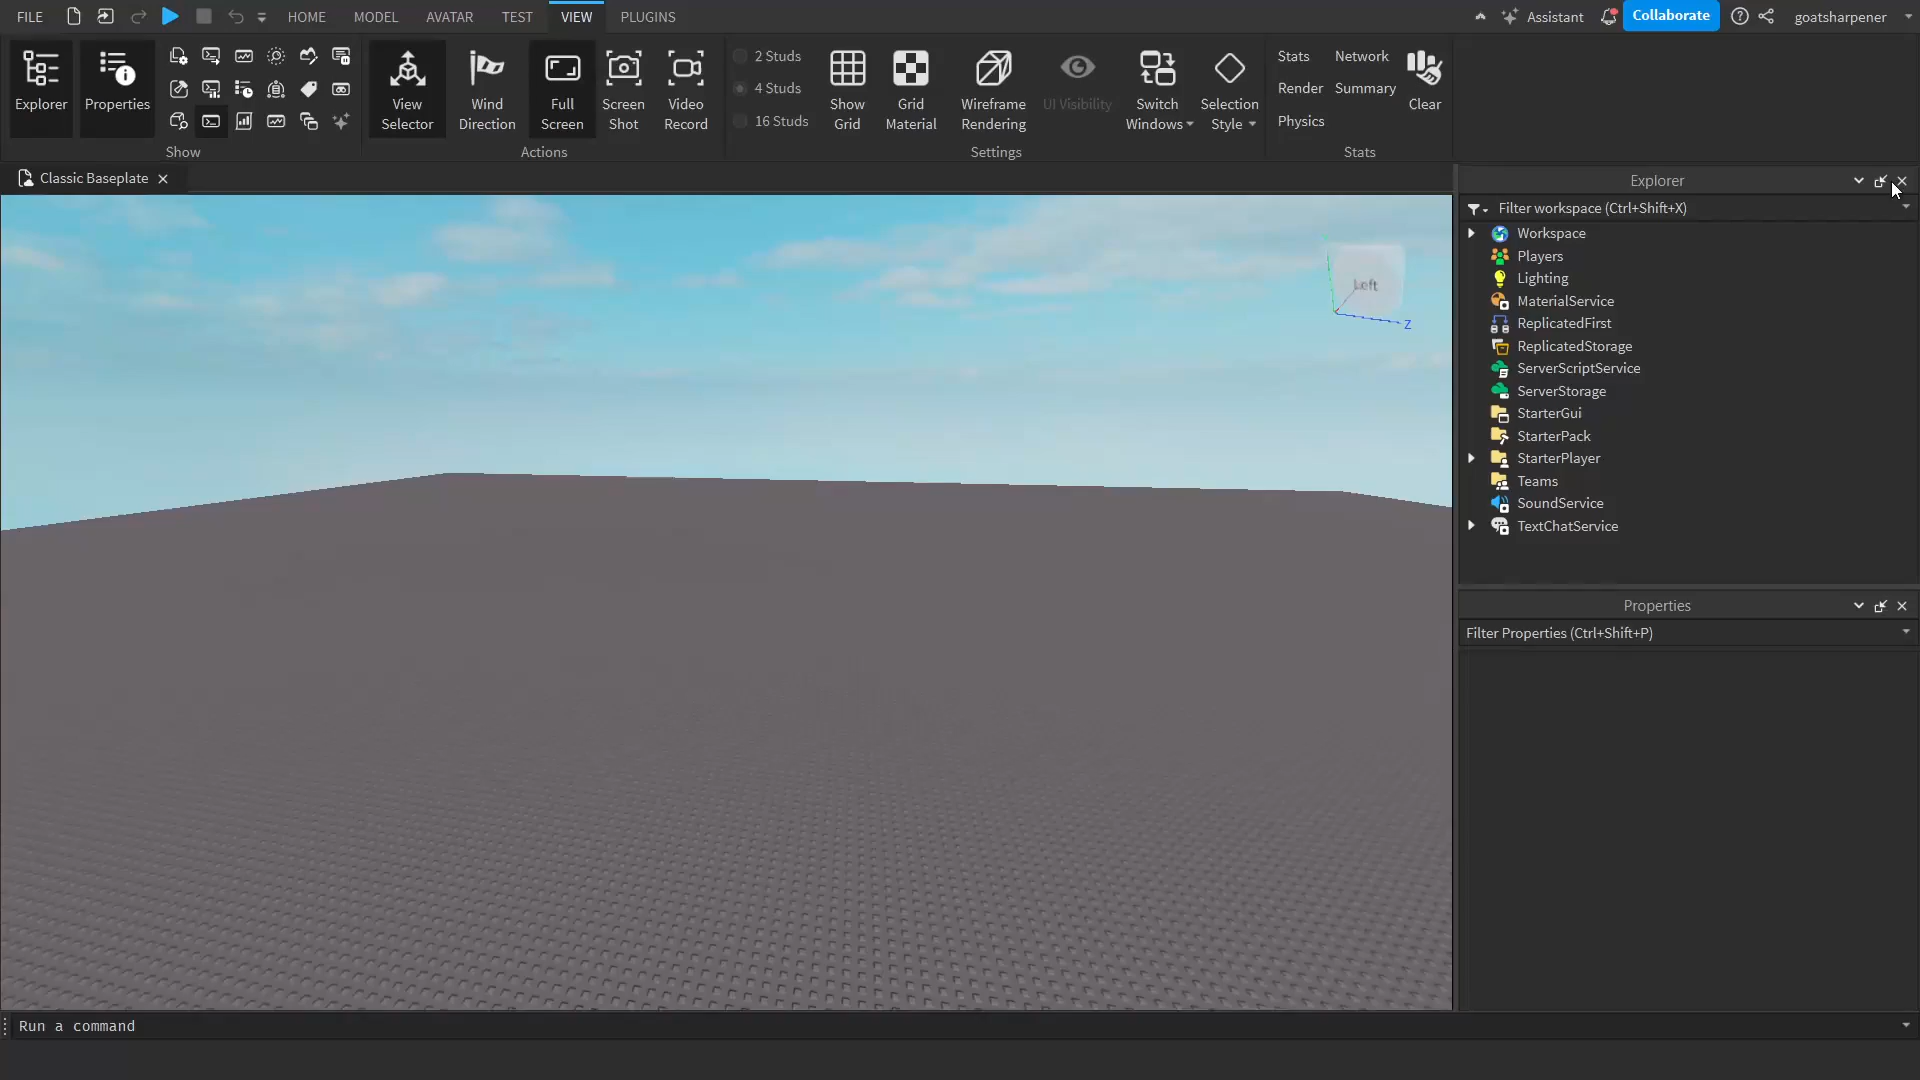 FILE HOME MODEL AVATAR TEST VIEW PLUGINS Assistant Collaborate goatsharpener
Explorer Properties View Selector Wind Direction Full Screen Screen Shot Video Record
2 Studs
4 Studs
16 Studs
Show Grid Grid Material Wireframe Rendering UI Visibility Switch Windows Selection Style
Stats Network
Render Summary
Physics
Clear
Show Actions Settings Stats
Classic Baseplate
Left
Z
Explorer
Filter workspace (Ctrl+Shift+X)
Workspace
Players
Lighting
MaterialService
ReplicatedFirst
ReplicatedStorage
ServerScriptService
ServerStorage
StarterGui
StarterPack
StarterPlayer
Teams
SoundService
TextChatService
Properties
Filter Properties (Ctrl+Shift+P)
Run a command